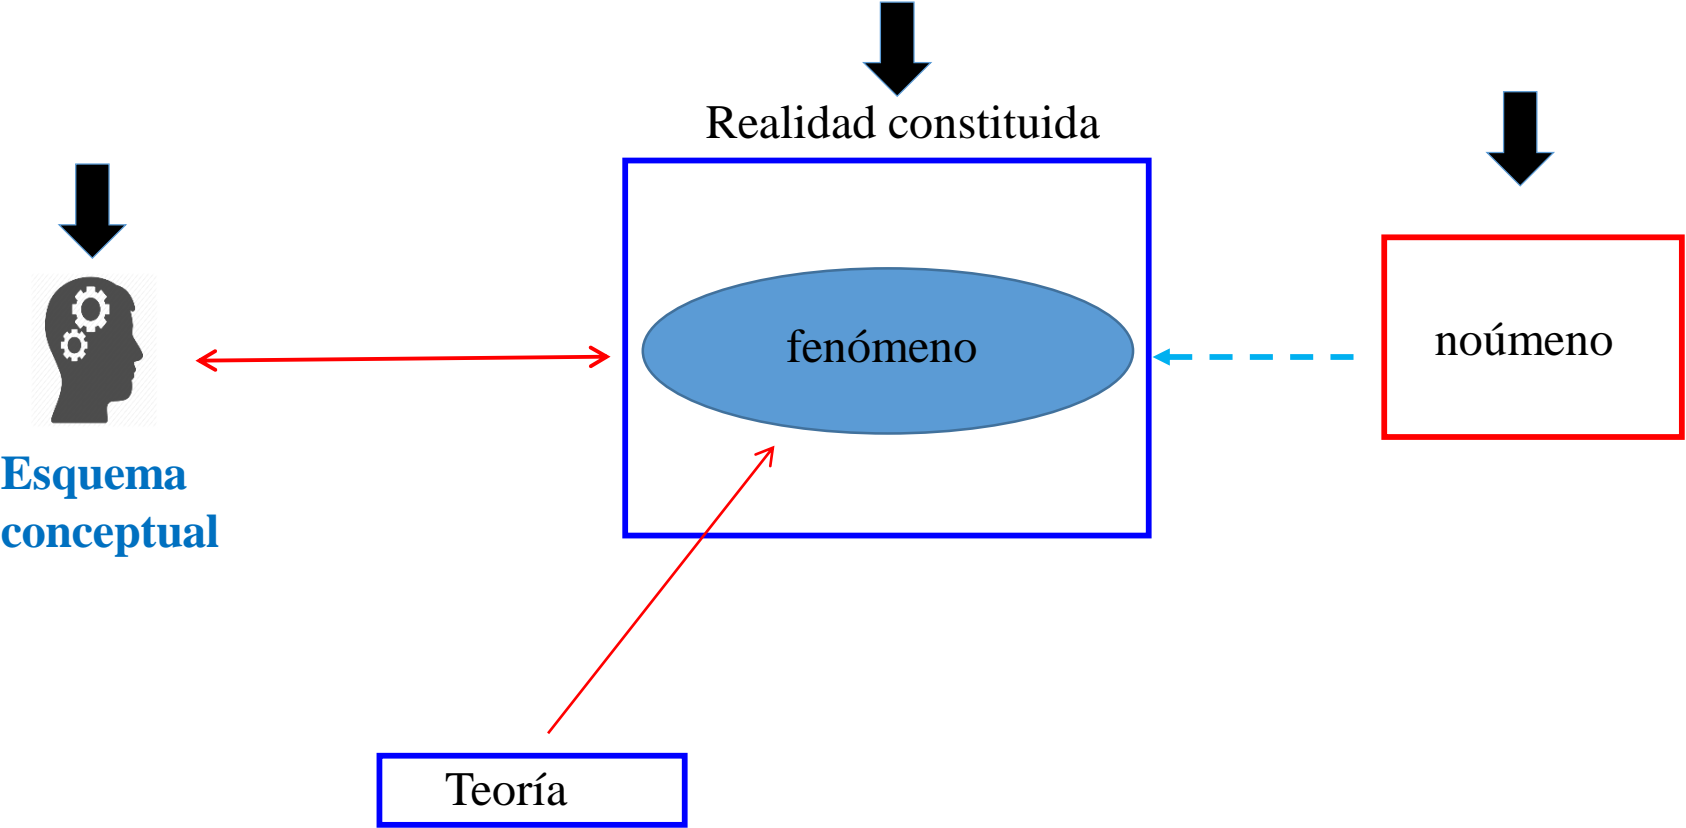 Realidad constituida
fenómeno
noúmeno
Esquema
conceptual
Teoría